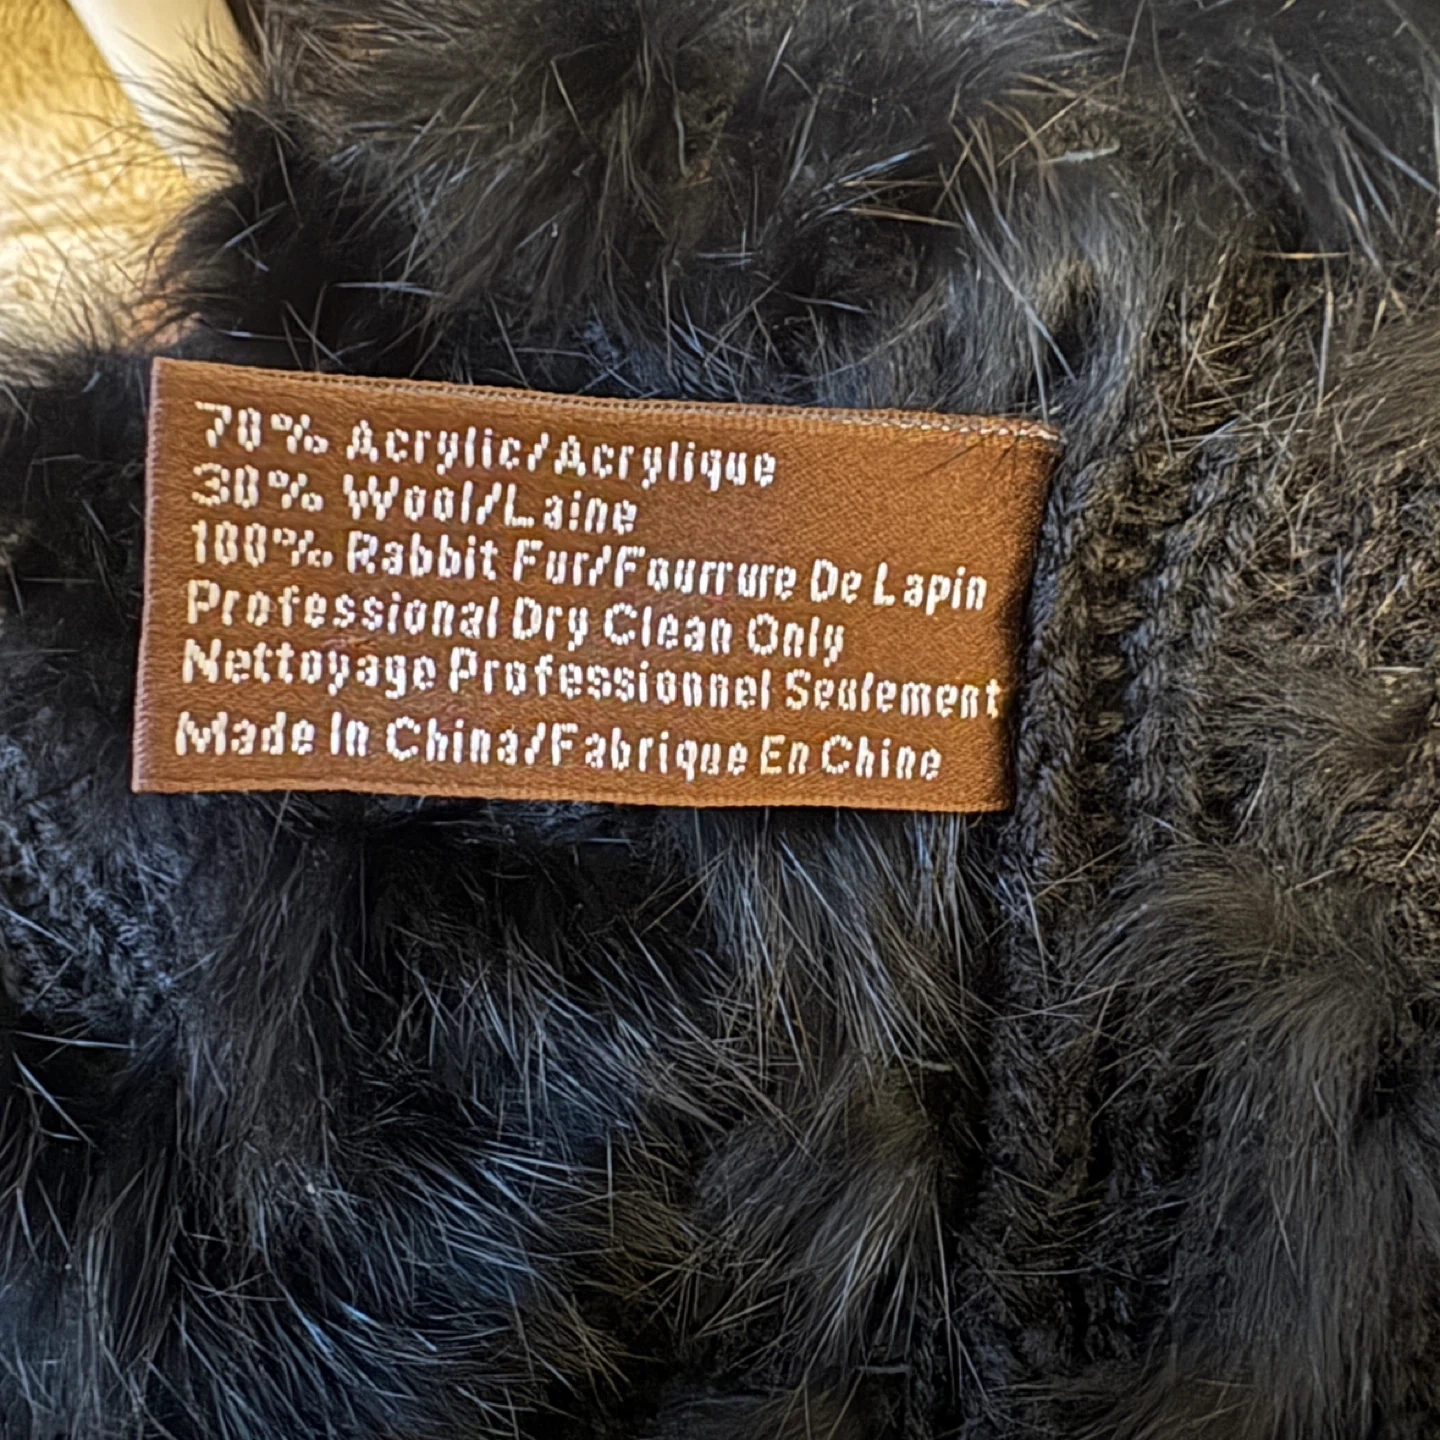 70% Acrylic/Acrylique
30% Wool/Laine
100% Rabbit Fur/Fourrure De Lapin
Professional Dry Clean Only
Nettoyage Professionnel Seulement
Made In China/Fabrique En Chine